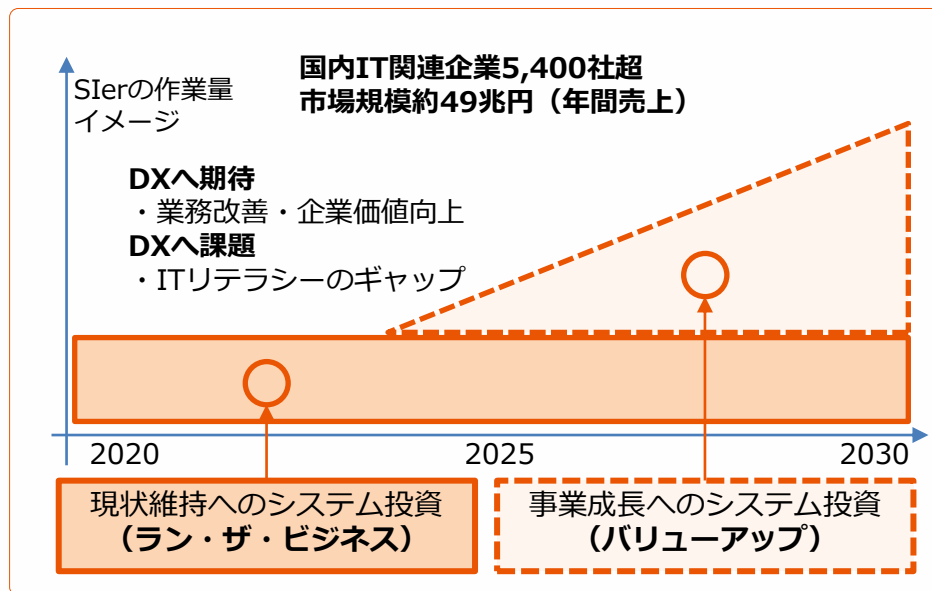 国内IT関連企業5,400社超
市場規模約49兆円（年間売上）
SIerの作業量
イメージ
DXへ期待
・業務改善・企業価値向上
DXへ課題
・ITリテラシーのギャップ
2020
2025
2030
現状維持へのシステム投資
（ラン・ザ・ビジネス）
事業成長へのシステム投資
（バリューアップ）